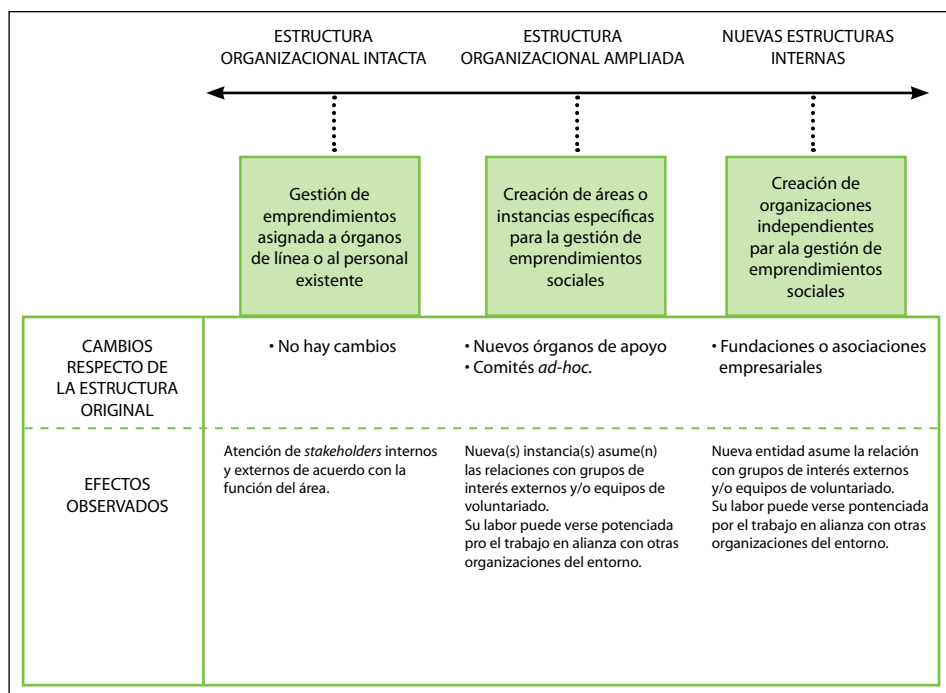 ESTRUCTURA
ORGANIZACIONAL INTACTA
ESTRUCTURA
ORGANIZACIONAL AMPLIADA
NUEVAS ESTRUCTURAS
INTERNAS
Gestión de
emprendimientos
asignada a órganos
de línea o al personal
existente
Creación de áreas o
instancias específicas
para la gestión de
emprendimientos
sociales
Creación de
organizaciones
independientes
par ala gestión de
emprendimientos
sociales
CAMBIOS
RESPECTO DE
LA ESTRUCTURA
ORIGINAL
• No hay cambios
• Nuevos órganos de apoyo
• Comités ad-hoc.
• Fundaciones o asociaciones
empresariales
EFECTOS
OBSERVADOS
Atención de stakeholders internos
y externos de acuerdo con la
función del área.
Nueva(s) instancia(s) asume(n)
las relaciones con grupos de
interés externos y/o equipos de
voluntariado.
Su labor puede verse potenciada
pro el trabajo en alianza con otras
organizaciones del entorno.
Nueva entidad asume la relación
con grupos de interés externos
y/o equipos de voluntariado.
Su labor puede verse pontenciada
por el trabajo en alianza con otras
organizaciones del entorno.